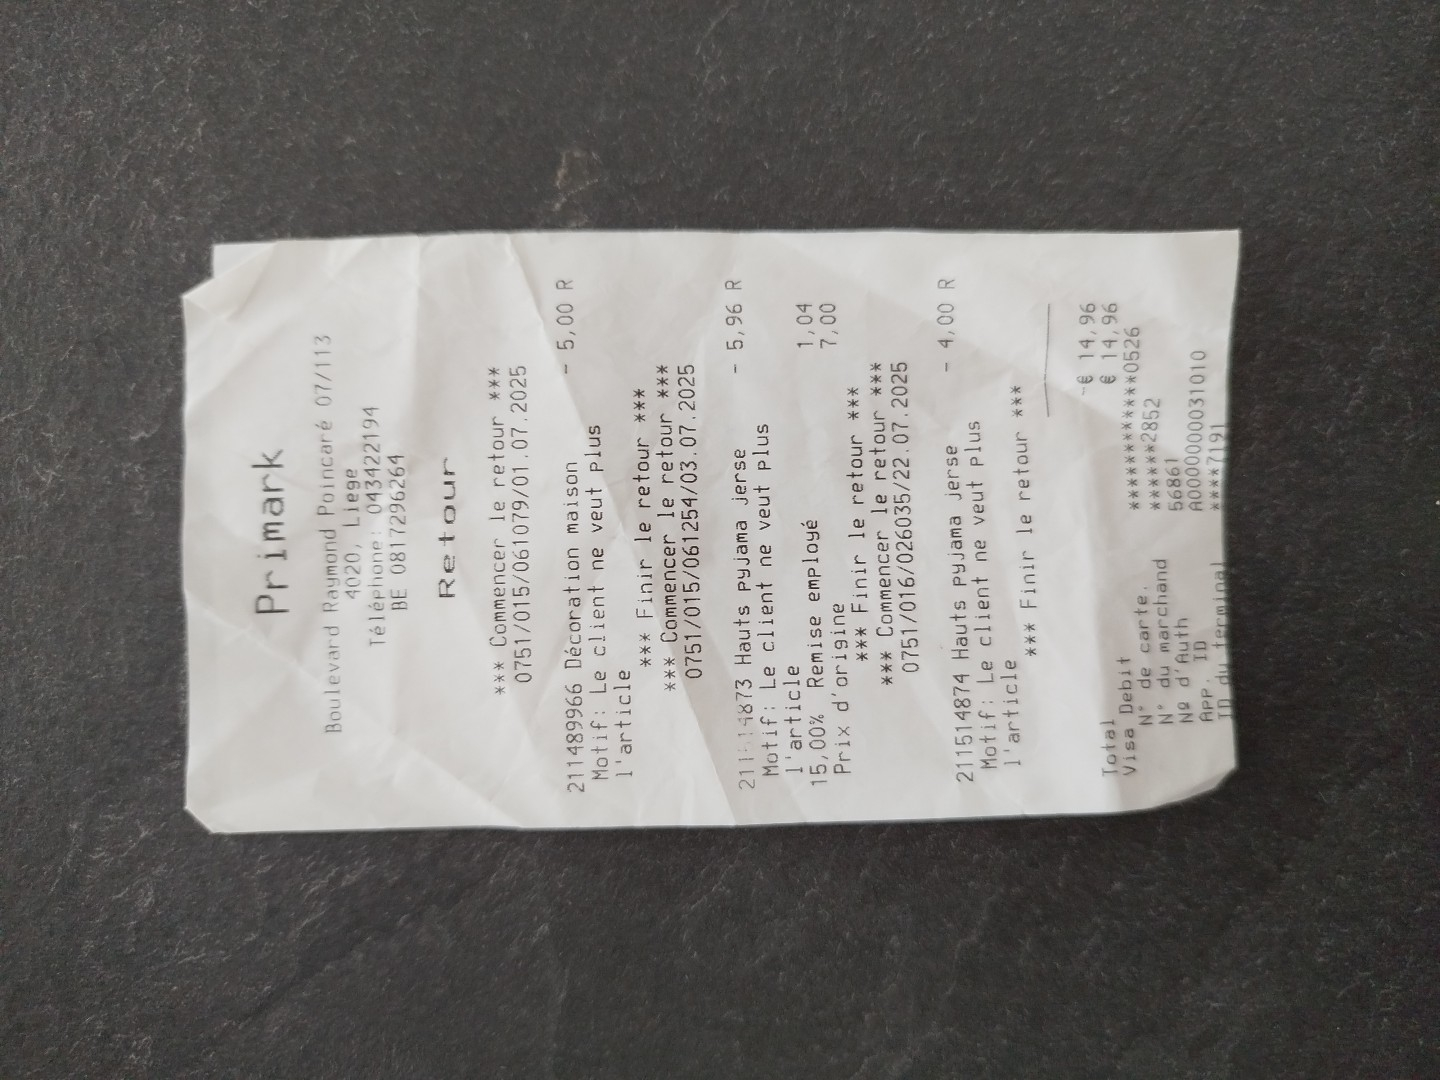 Primark
Boulevard Raymond Poincaré 07/113
4020, Liege
Téléphone: 043422194
BE 0817296264
Retour
*** Commencer le retour ***
0751/015/061079/01.07.2025
211489966 Décoration maison - 5,00 R
Motif: Le client ne veut plus
l'article
*** Finir le retour ***
*** Commencer le retour ***
0751/015/061254/03.07.2025
211514873 Hauts pyjama jerse - 5,96 R
Motif: Le client ne veut plus
l'article
15,00% Remise employé 1,04
Prix d'origine 7,00
*** Finir le retour ***
*** Commencer le retour ***
0751/016/026035/22.07.2025
211514874 Hauts pyjama jerse - 4,00 R
Motif: Le client ne veut plus
l'article
*** Finir le retour ***
Total -€ 14,96
Visa Debit € 14,96
N° de carte. ************0526
N° du marchand ******2852
Nº d'Auth 56861
App. ID A0000000031010
ID du terminal ****7191